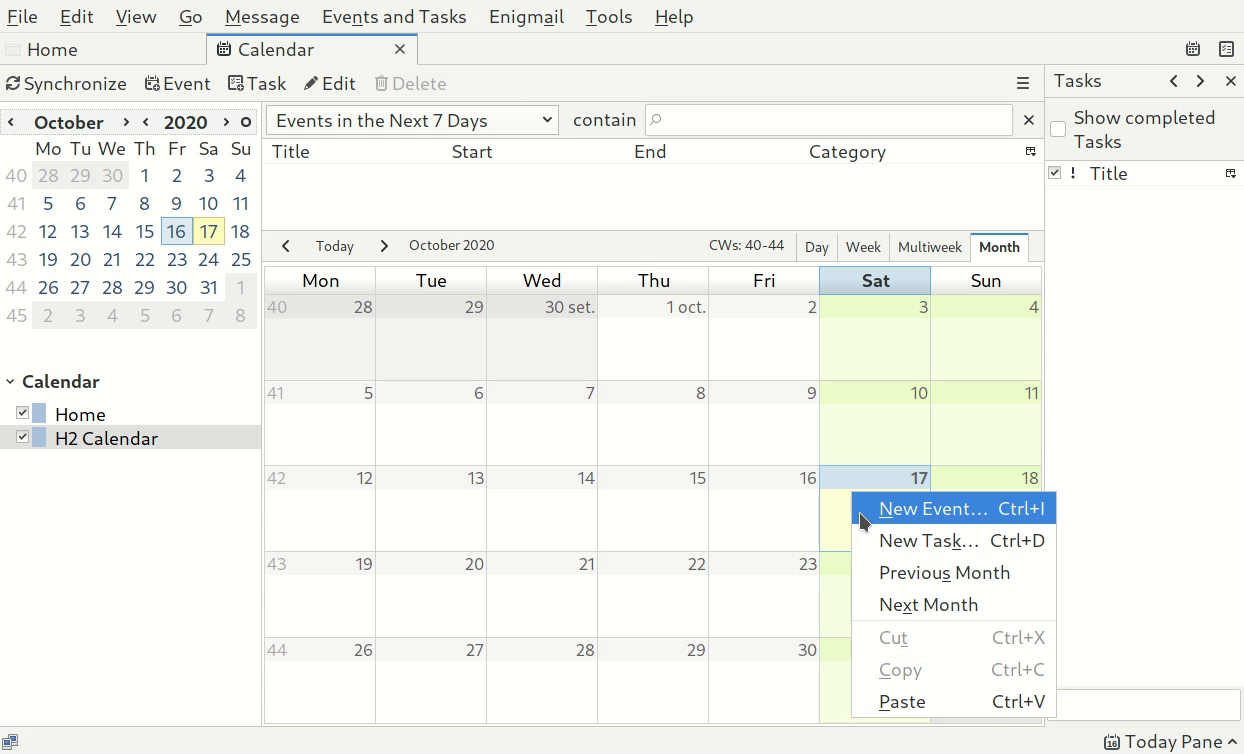 File Edit View Go Message Events and Tasks Enigmail Tools Help
Home Calendar
Synchronize Event Task Edit Delete
Tasks
October 2020
Mo Tu We Th Fr Sa Su
40 28 29 30 1 2 3 4
41 5 6 7 8 9 10 11
42 12 13 14 15 16 17 18
43 19 20 21 22 23 24 25
44 26 27 28 29 30 31 1
45 2 3 4 5 6 7 8
Calendar
Home
H2 Calendar
Events in the Next 7 Days contain
Title Start End Category
Today October 2020 CWs: 40-44 Day Week Multiweek Month
Mon Tue Wed Thu Fri Sat Sun
40 28 29 30 set. 1 oct. 2 3 4
41 5 6 7 8 9 10 11
42 12 13 14 15 16 17 18
43 19 20 21 22 23
44 26 27 28 29 30
New Event... Ctrl+I
New Task... Ctrl+D
Previous Month
Next Month
Cut Ctrl+X
Copy Ctrl+C
Paste Ctrl+V
Show completed
Tasks
! Title
16 Today Pane